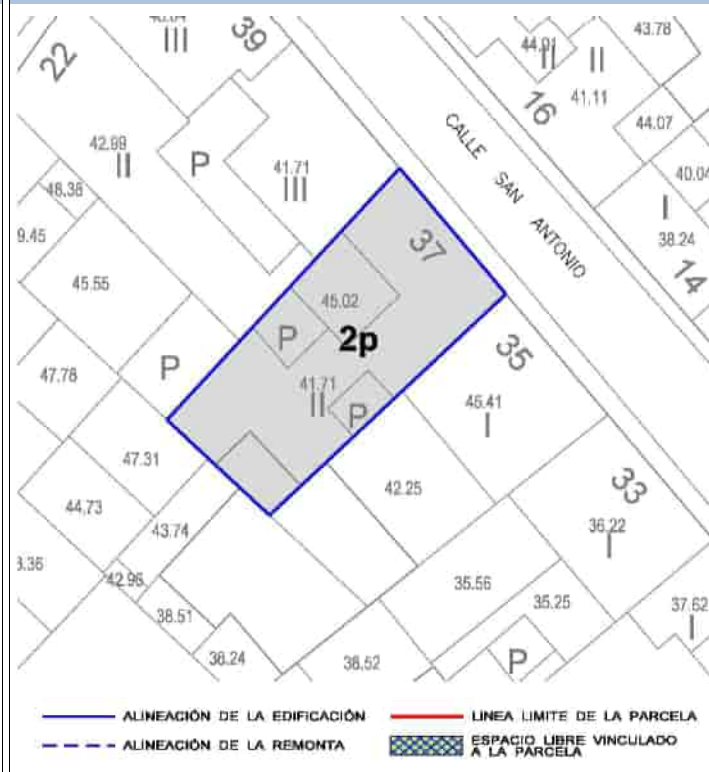 III
39
44.01
II
II
43.78
22
16
41.11
44.07
CALLE SAN ANTONIO
42.99
II
P
41.71
III
40.04
48.36
I
9.45
37
38.24
45.55
14
45.02
P
2p
35
47.78
P
41.71
II
P
45.41
I
47.31
42.25
33
44.73
43.74
36.22
I
42.96
35.56
38.51
35.25
37.62
I
38.24
38.52
P
ALINEACIÓN DE LA EDIFICACIÓN
LINEA LIMITE DE LA PARCELA
ALINEACIÓN DE LA REMONTA
ESPACIO LIBRE VINCULADO
A LA PARCELA